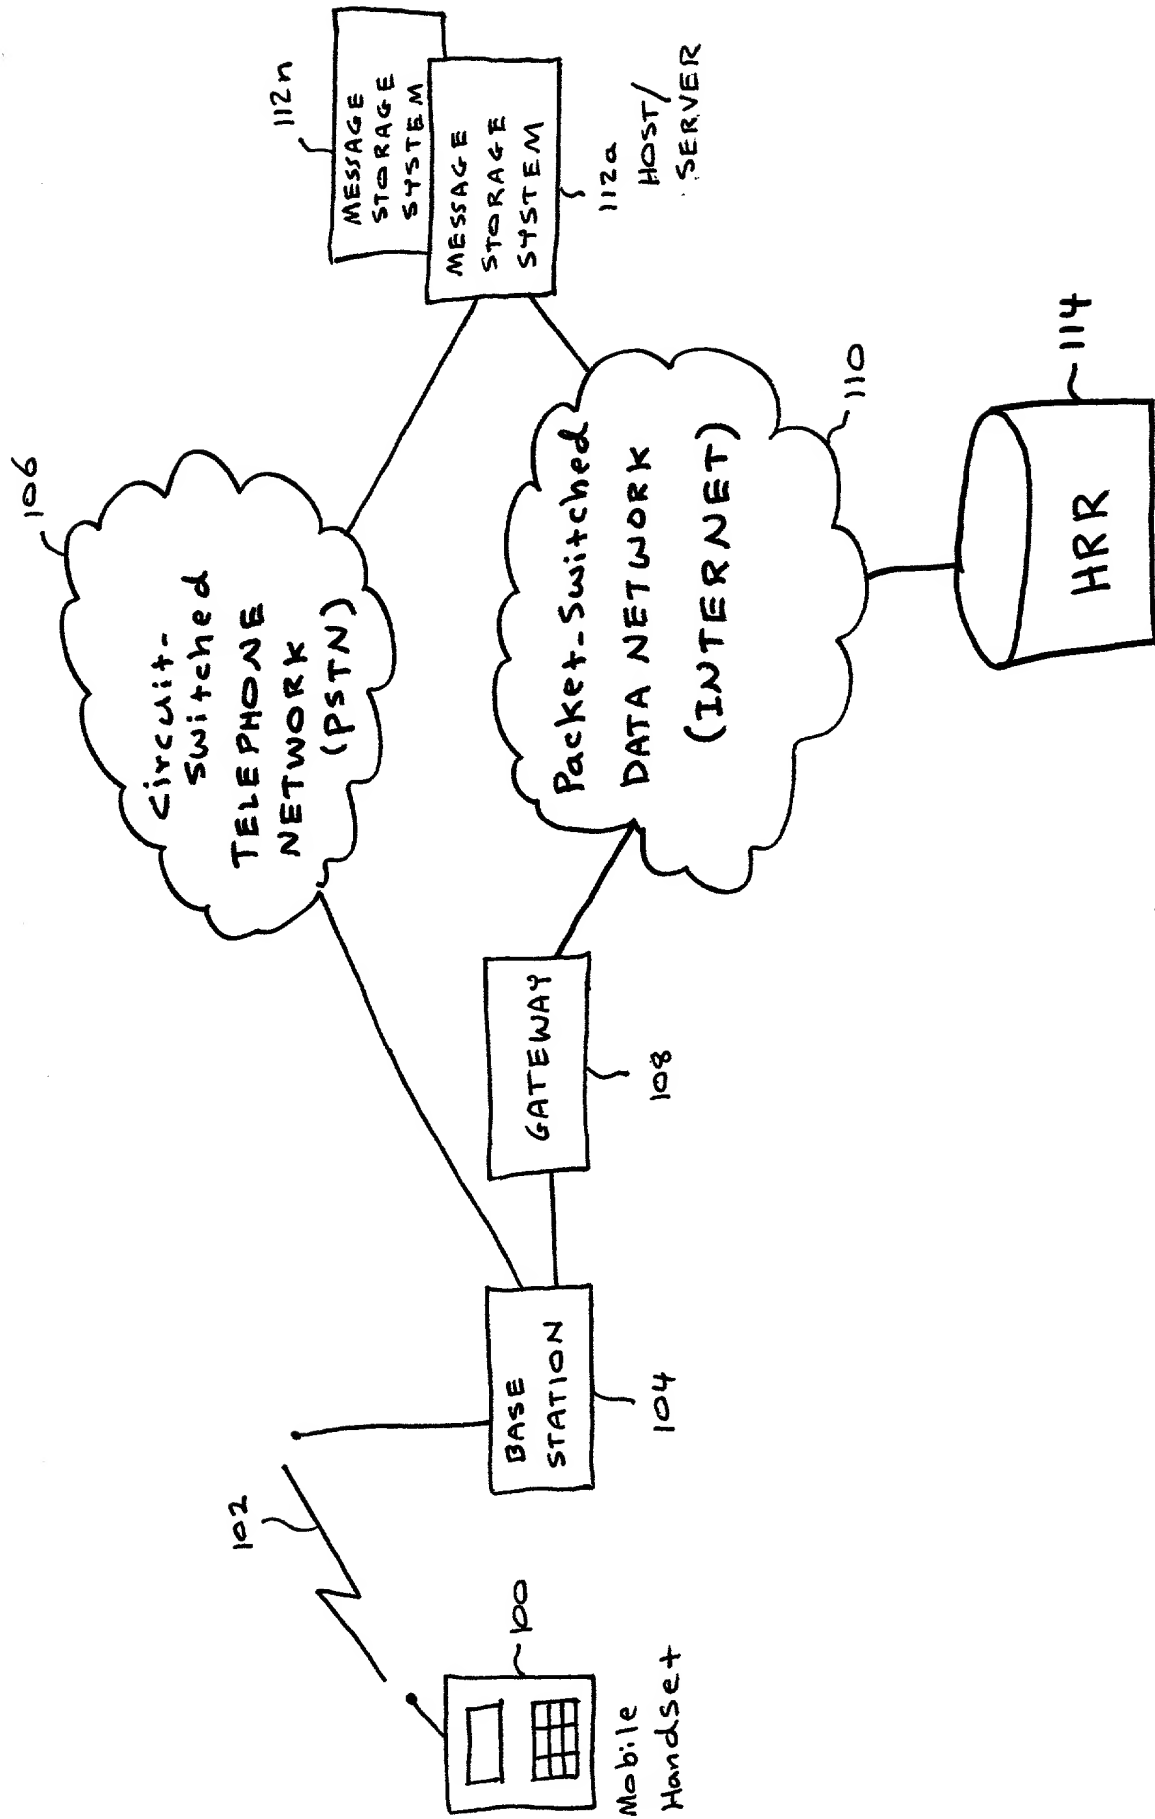 106
Circuit-
Switched
TELEPHONE
NETWORK
(PSTN)
112n
MESSAGE
STORAGE
SYSTEM
MESSAGE
STORAGE
SYSTEM
112a
HOST/
SERVER
102
100
Mobile
Handset
BASE
STATION
104
GATEWAY
108
Packet-Switched
DATA NETWORK
(INTERNET)
110
HRR
114